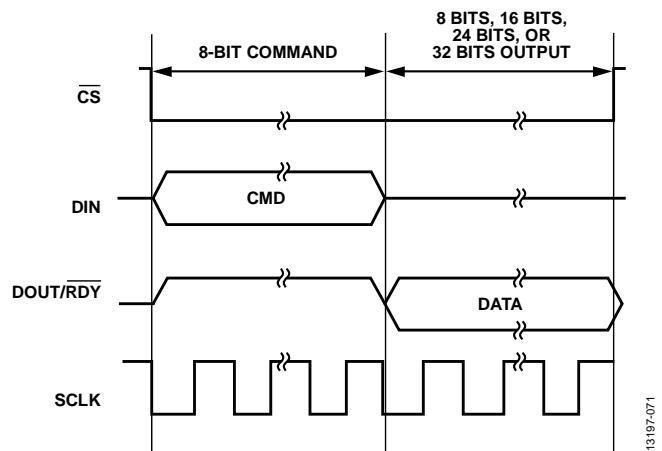 8-BIT COMMAND
8 BITS, 16 BITS,
24 BITS, OR
32 BITS OUTPUT
CS
DIN
CMD
DOUT/RDY
DATA
SCLK
13197-071